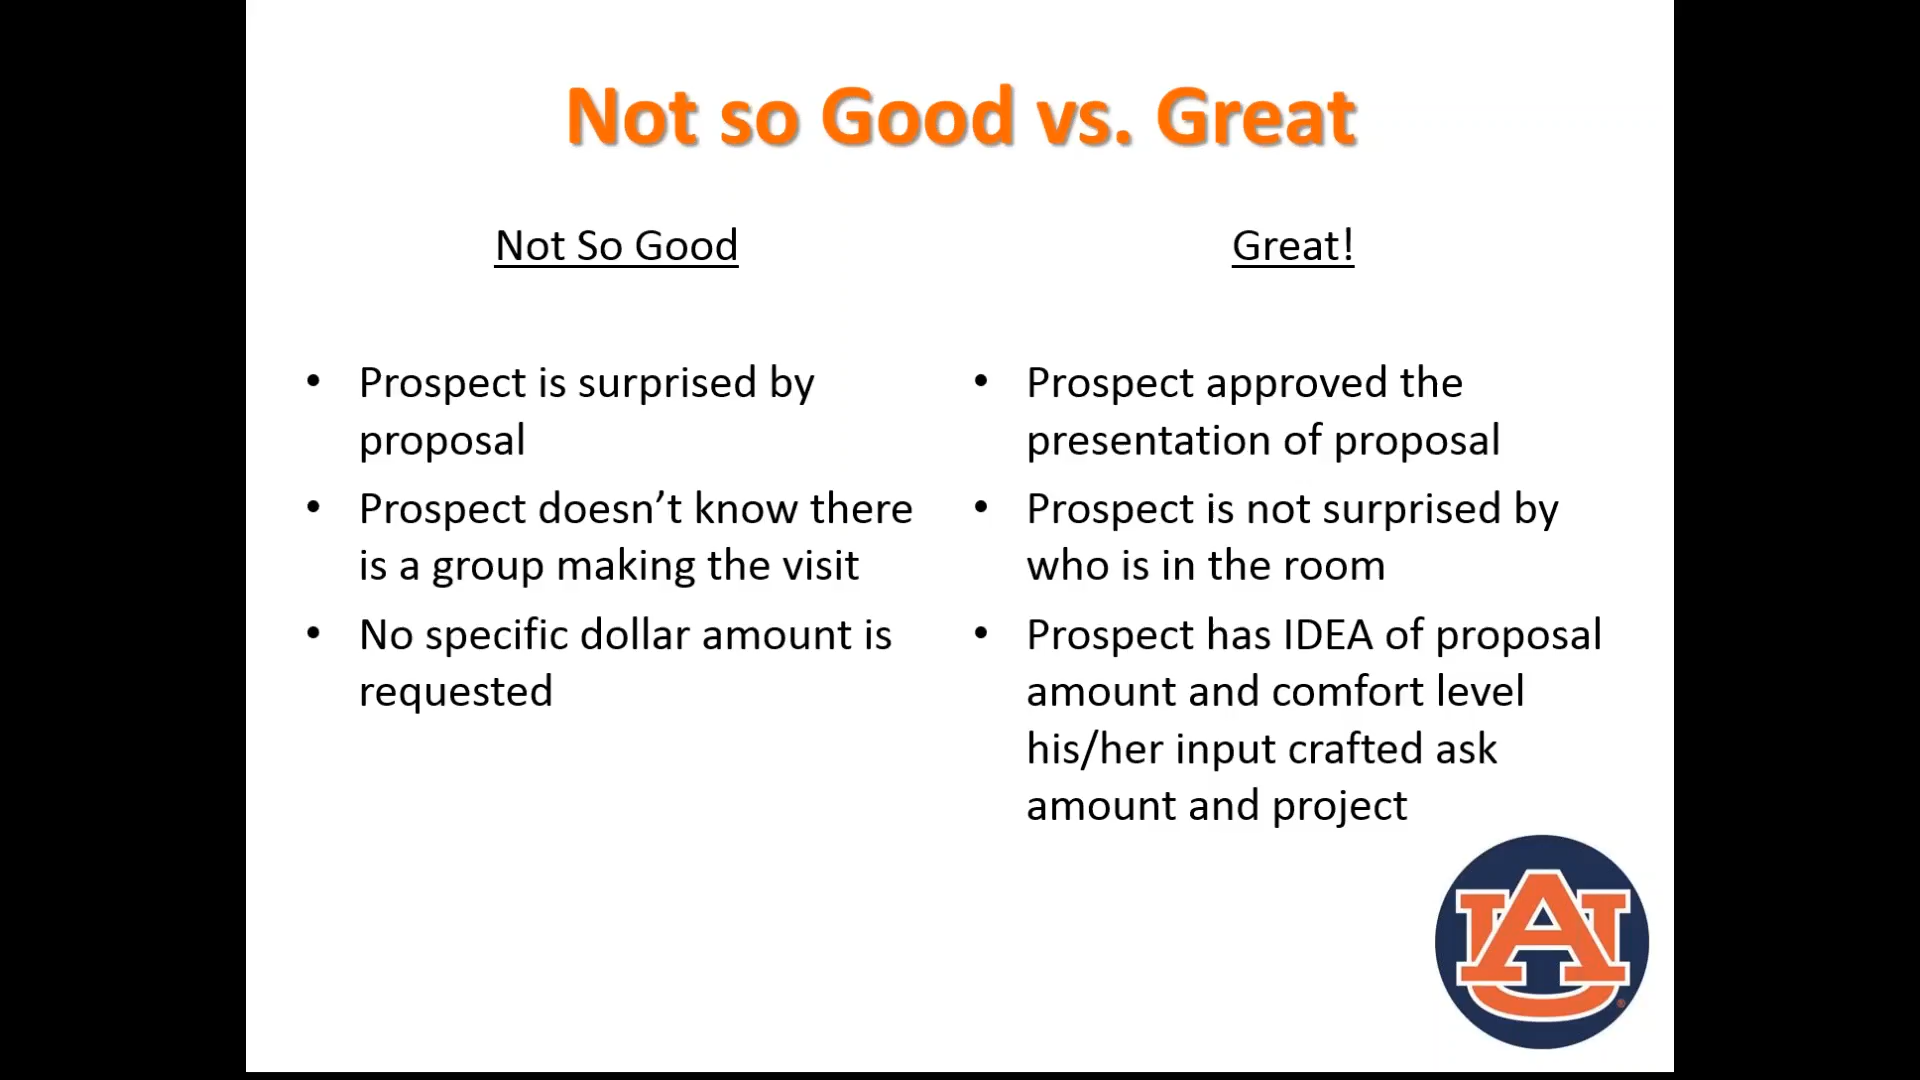 Not so Good vs. Great
Not So Good
• Prospect is surprised by
proposal
• Prospect doesn’t know there
is a group making the visit
• No specific dollar amount is
requested
Great!
• Prospect approved the
presentation of proposal
• Prospect is not surprised by
who is in the room
• Prospect has IDEA of proposal
amount and comfort level
his/her input crafted ask
amount and project
AU
®